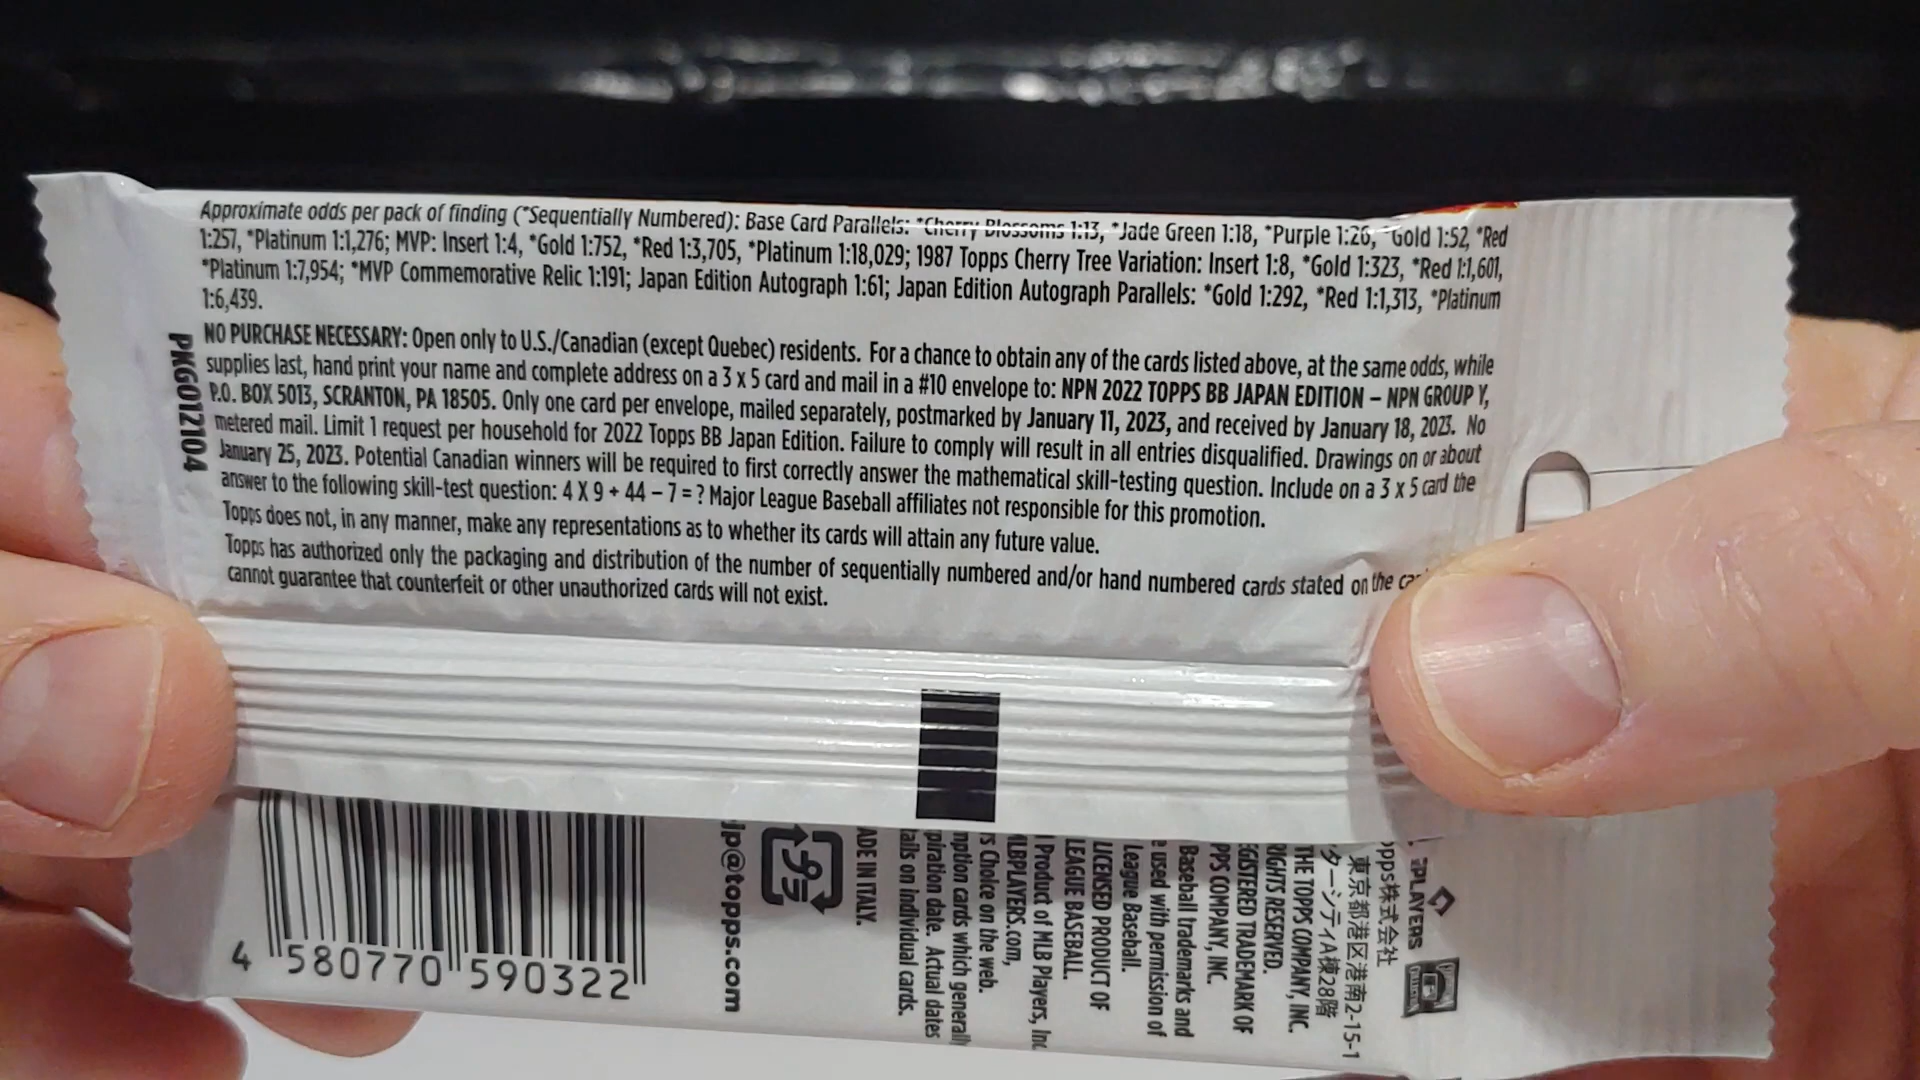 Approximate odds per pack of finding (*Sequentially Numbered): Base Card Parallels: *Cherry Blossoms 1:13, *Jade Green 1:18, *Purple 1:26, *Gold 1:52, *Red
1:257, *Platinum 1:1,276; MVP: Insert 1:4, *Gold 1:752, *Red 1:3,705, *Platinum 1:18,029; 1987 Topps Cherry Tree Variation: Insert 1:8, *Gold 1:323, *Red 1:1,601,
*Platinum 1:7,954; *MVP Commemorative Relic 1:191; Japan Edition Autograph 1:61; Japan Edition Autograph Parallels: *Gold 1:292, *Red 1:1,313, *Platinum
1:6,439.
NO PURCHASE NECESSARY: Open only to U.S./Canadian (except Quebec) residents. For a chance to obtain any of the cards listed above, at the same odds, while
supplies last, hand print your name and complete address on a 3 x 5 card and mail in a #10 envelope to: NPN 2022 TOPPS BB JAPAN EDITION – NPN GROUP Y,
P.O. BOX 5013, SCRANTON, PA 18505. Only one card per envelope, mailed separately, postmarked by January 11, 2023, and received by January 18, 2023. No
metered mail. Limit 1 request per household for 2022 Topps BB Japan Edition. Failure to comply will result in all entries disqualified. Drawings on or about
January 25, 2023. Potential Canadian winners will be required to first correctly answer the mathematical skill-testing question. Include on a 3 x 5 card the
answer to the following skill-test question: 4 X 9 + 44 – 7 = ? Major League Baseball affiliates not responsible for this promotion.
Topps does not, in any manner, make any representations as to whether its cards will attain any future value.
Topps has authorized only the packaging and distribution of the number of sequentially numbered and/or hand numbered cards stated on the
cannot guarantee that counterfeit or other unauthorized cards will not exist.
PKG012104
4 580770 590322
jp@topps.com
ADE IN ITALY.
PLAYERS
pps株式会社
東京都港区港南2-15-1
ターシティA棟28階
THE TOPPS COMPANY, INC.
RIGHTS RESERVED.
EGISTERED TRADEMARK OF
PPS COMPANY, INC.
Baseball trademarks and
e used with permission of
League Baseball.
LICENSED PRODUCT OF
LEAGUE BASEBALL.
Product of MLB Players, Inc
MLBPLAYERS.com,
rs Choice on the web.
mption cards which generall
piration date. Actual dates
ails on individual cards.